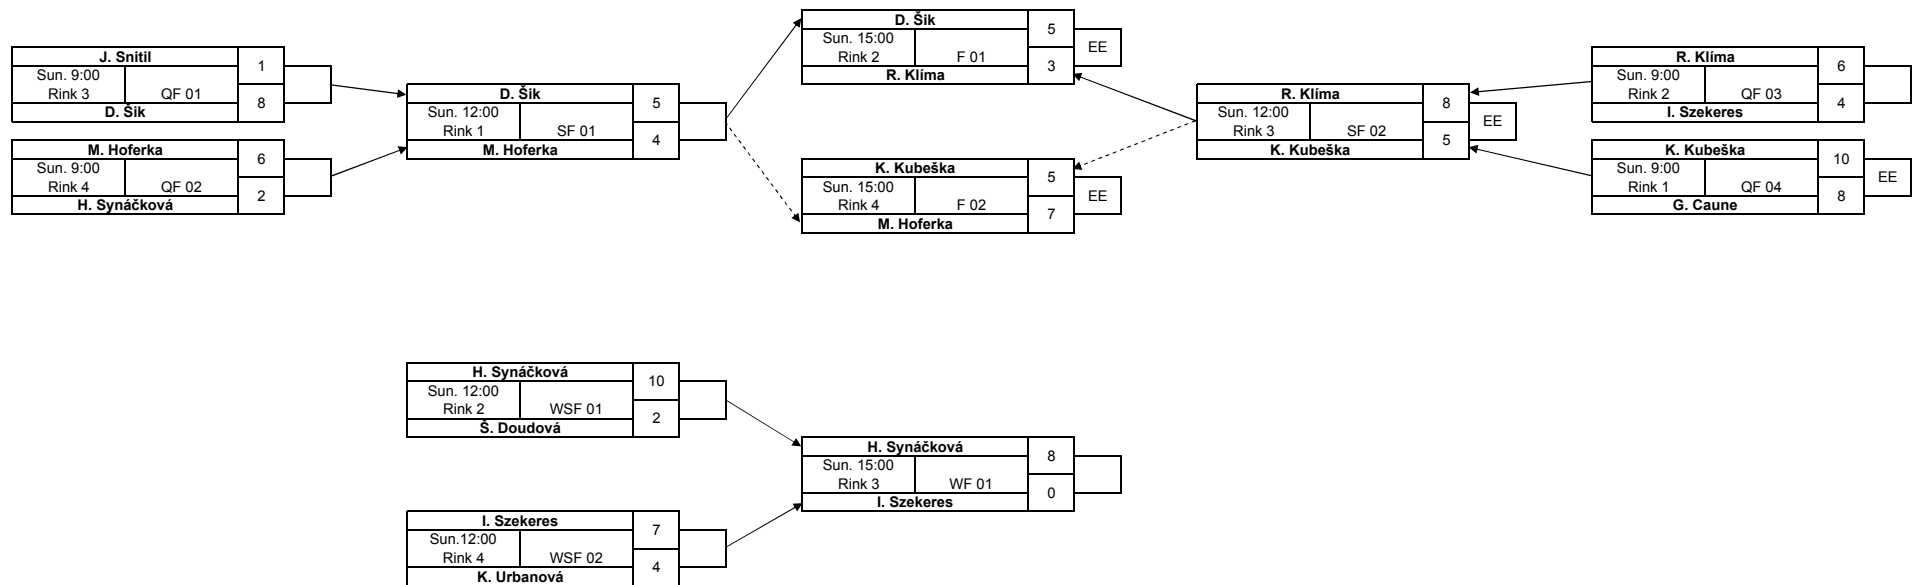 J. Snitil
1
Sun. 9:00
Rink 3 QF 01
8
D. Šik
M. Hoferka
6
Sun. 9:00
Rink 4 QF 02
2
H. Synáčková
D. Šik
5
Sun. 12:00
Rink 1 SF 01
4
M. Hoferka
D. Šik
5
Sun. 15:00
EE
Rink 2 F 01
3
R. Klíma
K. Kubeška
5
Sun. 15:00
EE
Rink 4 F 02
7
M. Hoferka
R. Klíma
8
Sun. 12:00
EE
Rink 3 SF 02
5
K. Kubeška
R. Klíma
6
Sun. 9:00
Rink 2 QF 03
4
I. Szekeres
K. Kubeška
10
Sun. 9:00
EE
Rink 1 QF 04
8
G. Caune
H. Synáčková
10
Sun. 12:00
Rink 2 WSF 01
2
Š. Doudová
I. Szekeres
7
Sun.12:00
Rink 4 WSF 02
4
K. Urbanová
H. Synáčková
8
Sun. 15:00
Rink 3 WF 01
0
I. Szekeres